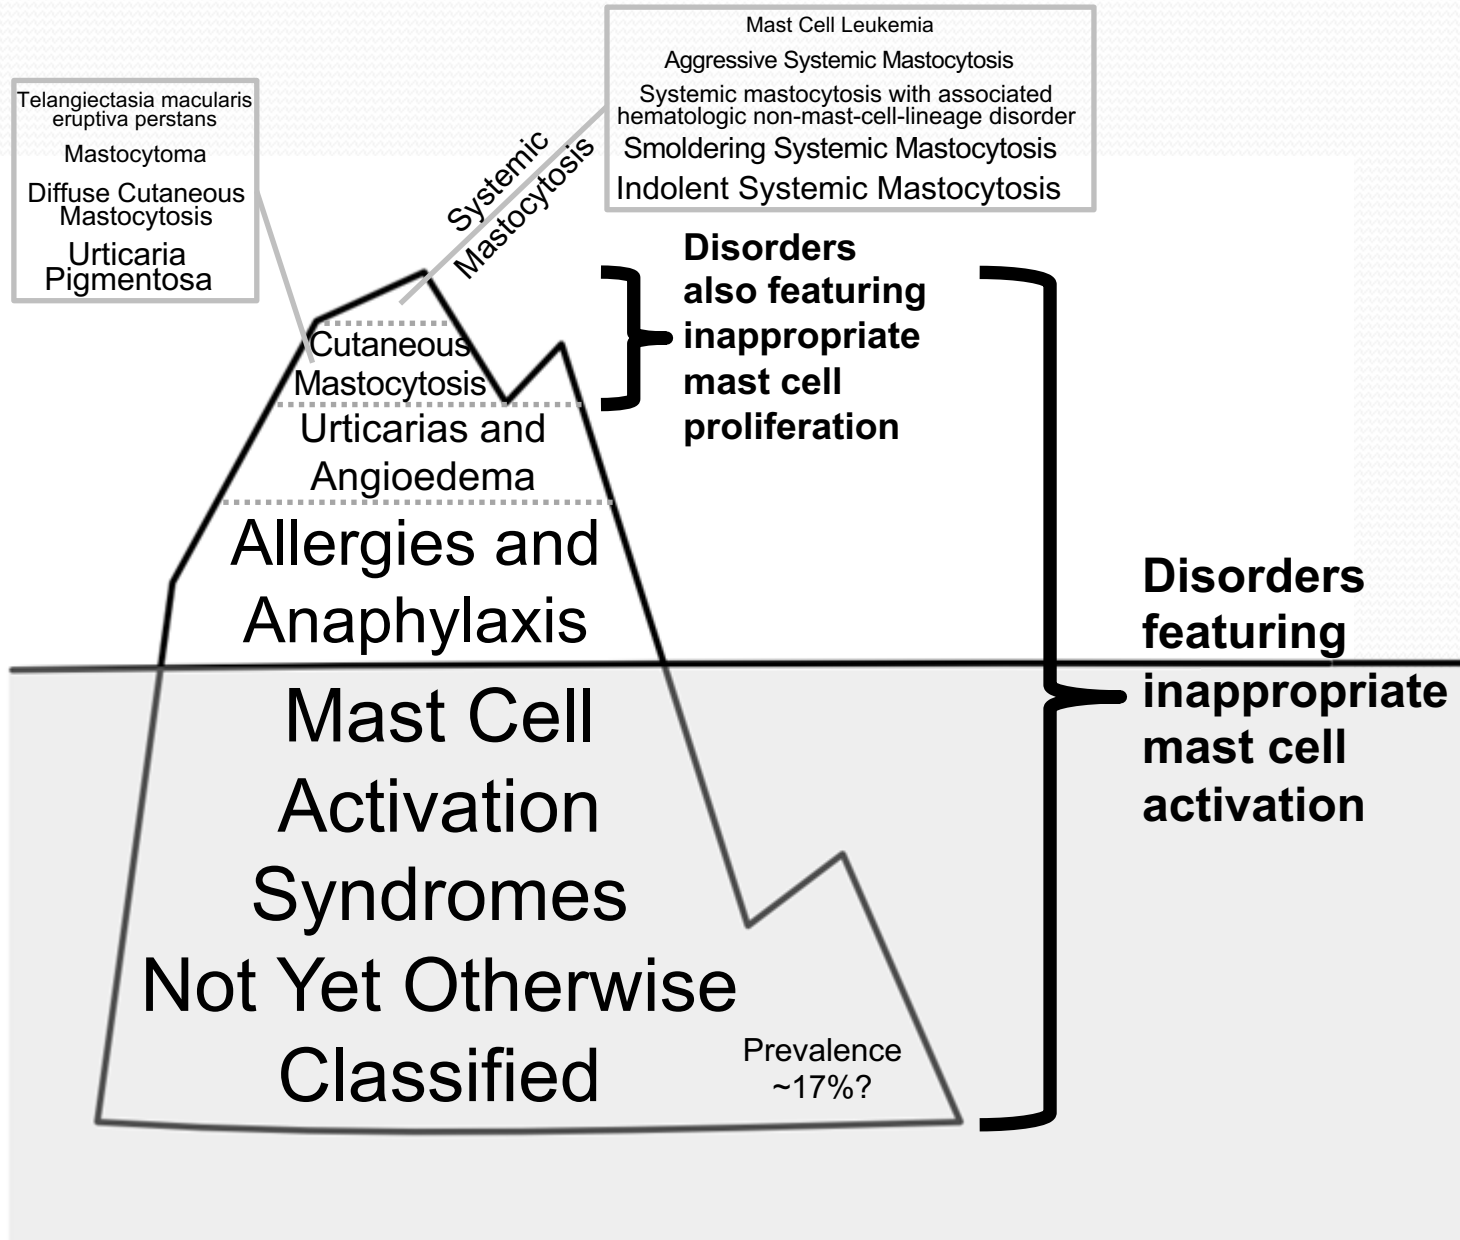 Mast Cell Leukemia
Aggressive Systemic Mastocytosis
Systemic mastocytosis with associated
hematologic non-mast-cell-lineage disorder
Smoldering Systemic Mastocytosis
Indolent Systemic Mastocytosis
Telangiectasia macularis
eruptiva perstans
Mastocytoma
Diffuse Cutaneous
Mastocytosis
Urticaria
Pigmentosa
Systemic
Mastocytosis
Disorders
also featuring
inappropriate
mast cell
proliferation
Cutaneous
Mastocytosis
Urticarias and
Angioedema
Allergies and
Anaphylaxis
Mast Cell
Activation
Syndromes
Not Yet Otherwise
Classified
Prevalence
~17%?
Disorders
featuring
inappropriate
mast cell
activation